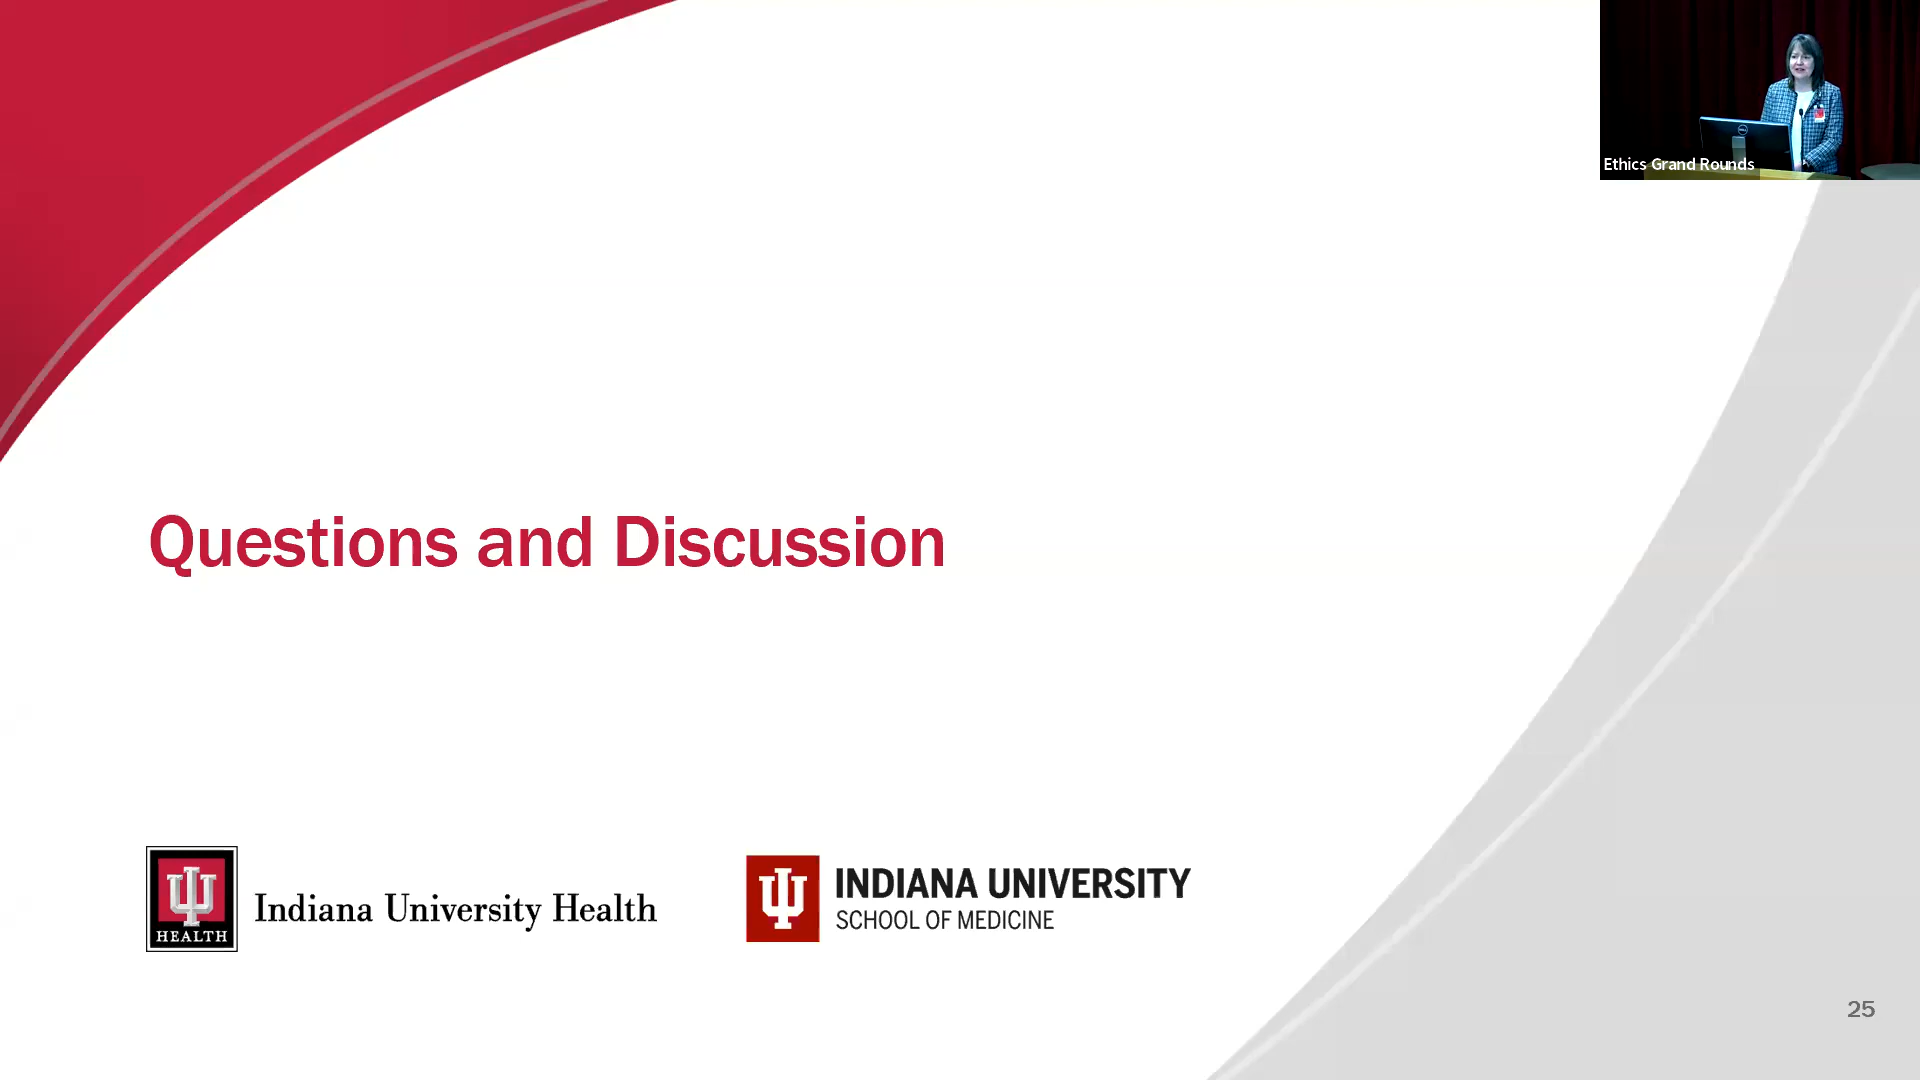 Ethics Grand Rounds
Questions and Discussion
HEALTH
Indiana University Health
INDIANA UNIVERSITY
SCHOOL OF MEDICINE
25